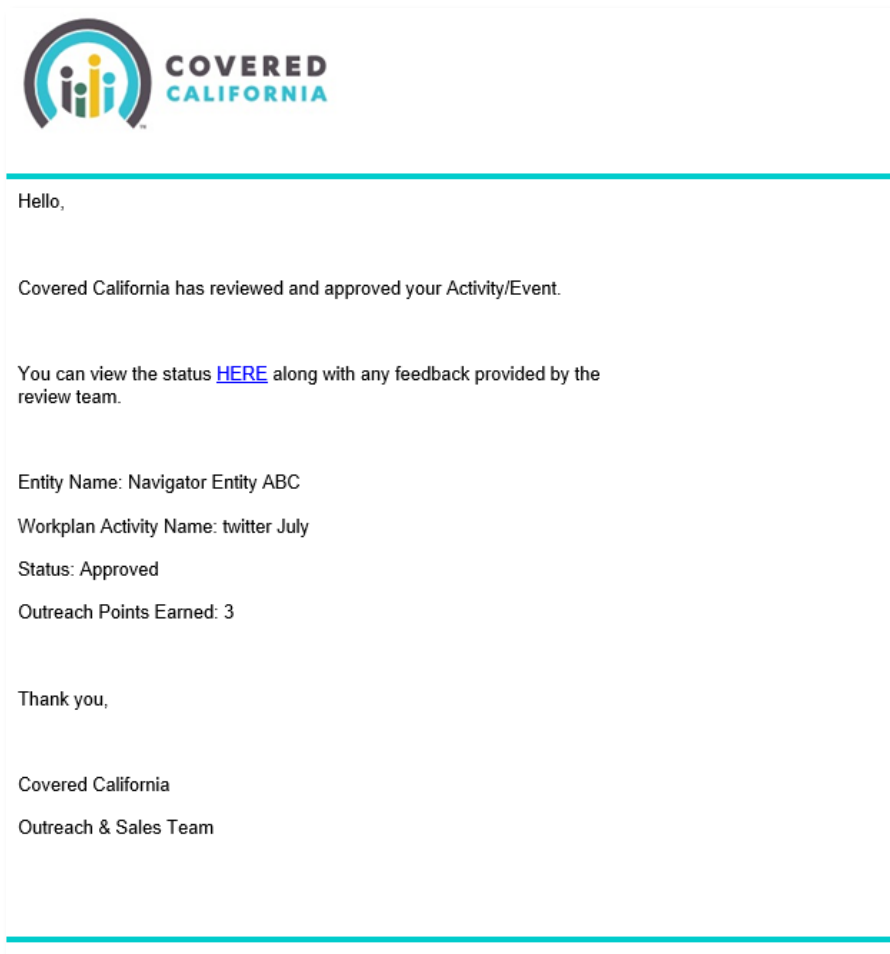 COVERED
CALIFORNIA
TM
Hello,
Covered California has reviewed and approved your Activity/Event.
You can view the status HERE along with any feedback provided by the
review team.
Entity Name: Navigator Entity ABC
Workplan Activity Name: twitter July
Status: Approved
Outreach Points Earned: 3
Thank you,
Covered California
Outreach & Sales Team